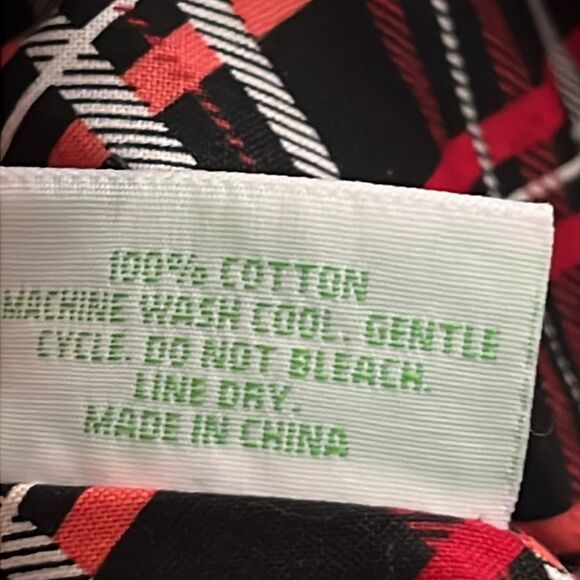 100% COTTON
MACHINE WASH COOL. GENTLE
CYCLE. DO NOT BLEACH.
LINE DRY.
MADE IN CHINA